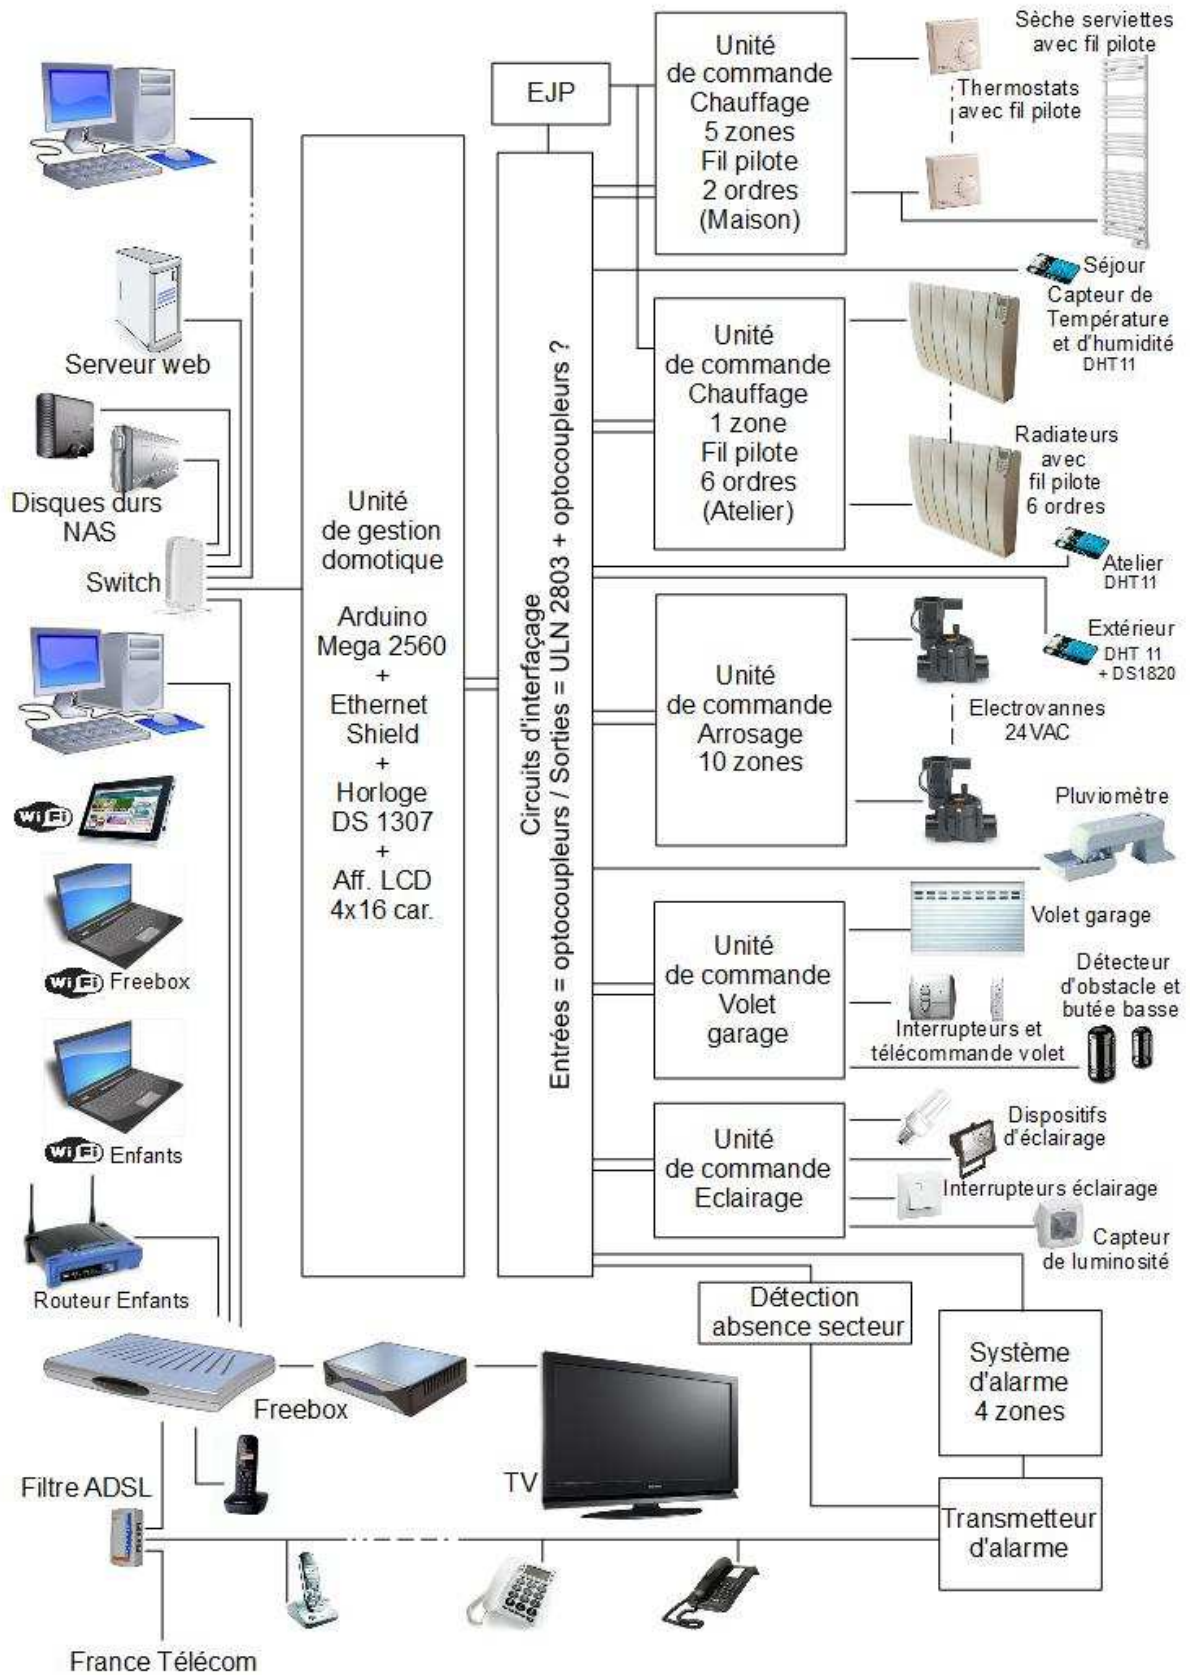 Unité
de commande
Chauffage
5 zones
Fil pilote
2 ordres
(Maison)
EJP
Sèche serviettes
avec fil pilote
Thermostats
avec fil pilote
Séjour
Capteur de
Température
et d'humidité
DHT11
Serveur web
Disques durs
NAS
Switch
Unité
de gestion
domotique
Arduino
Mega 2560
+
Ethernet
Shield
+
Horloge
DS 1307
+
Aff. LCD
4x16 car.
Circuits d'interfaçage
Entrées = optocoupleurs / Sorties = ULN 2803 + optocoupleurs ?
Unité
de commande
Chauffage
1 zone
Fil pilote
6 ordres
(Atelier)
Radiateurs
avec
fil pilote
6 ordres
Atelier
DHT11
Extérieur
DHT 11
+ DS1820
Unité
de commande
Arrosage
10 zones
Electrovannes
24VAC
Pluviomètre
WiFi
WiFi Freebox
WiFi Enfants
Routeur Enfants
Unité
de commande
Volet
garage
Volet garage
Détecteur
d'obstacle et
butée basse
Interrupteurs et
télécommande volet
Unité
de commande
Eclairage
Dispositifs
d'éclairage
Interrupteurs éclairage
Capteur
de luminosité
Détection
absence secteur
Système
d'alarme
4 zones
Transmetteur
d'alarme
Freebox
TV
Filtre ADSL
France Télécom